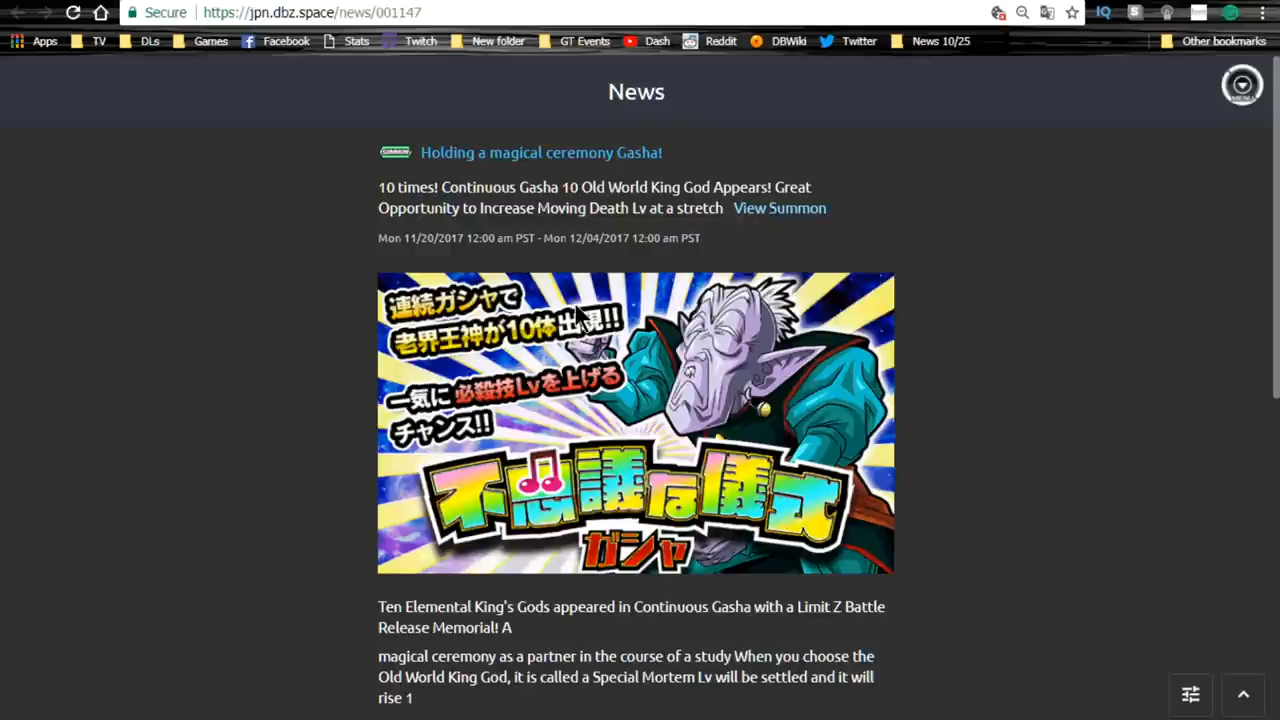 Secure https://jpn.dbz.space/news/001147
Apps TV DLs Games Facebook Stats Twitch New folder GT Events Dash Reddit DBWiki Twitter News 10/25 Other bookmarks
News
MENU
SUMMON Holding a magical ceremony Gasha!
10 times! Continuous Gasha 10 Old World King God Appears! Great
Opportunity to Increase Moving Death Lv at a stretch View Summon
Mon 11/20/2017 12:00 am PST - Mon 12/04/2017 12:00 am PST
連続ガシャで
老界王神が10体出現!!
一気に必殺技Lvを上げる
チャンス!!
不思議な儀式
ガシャ
Ten Elemental King's Gods appeared in Continuous Gasha with a Limit Z Battle
Release Memorial! A
magical ceremony as a partner in the course of a study When you choose the
Old World King God, it is called a Special Mortem Lv will be settled and it will
rise 1